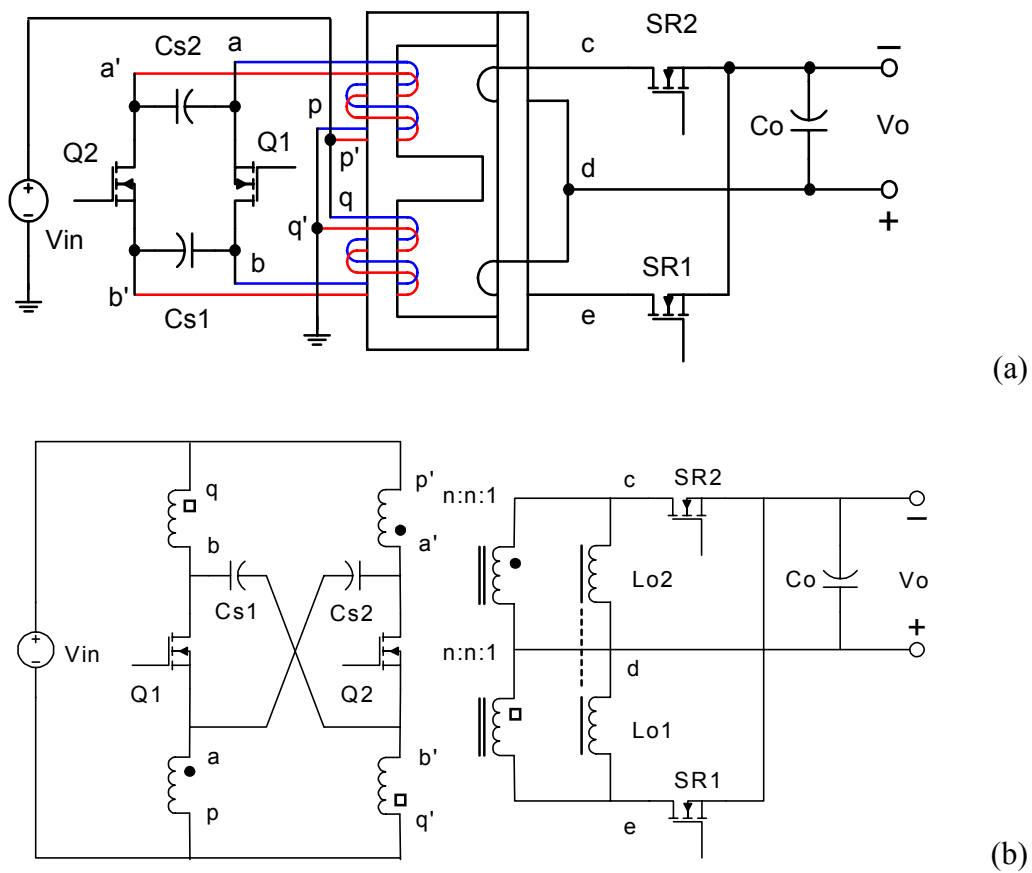 Cs2
a
a'
c
SR2
−
p
Q1
Co
Vo
Q2
p'
d
q
+
Vin
q'
SR1
b
b'
Cs1
e
(a)
q
p'
n:n:1
c
SR2
−
b
a'
Lo2
Co
Vo
Cs1
Cs2
+
Vin
n:n:1
d
Q1
Q2
Lo1
a
b'
SR1
p
q'
e
(b)